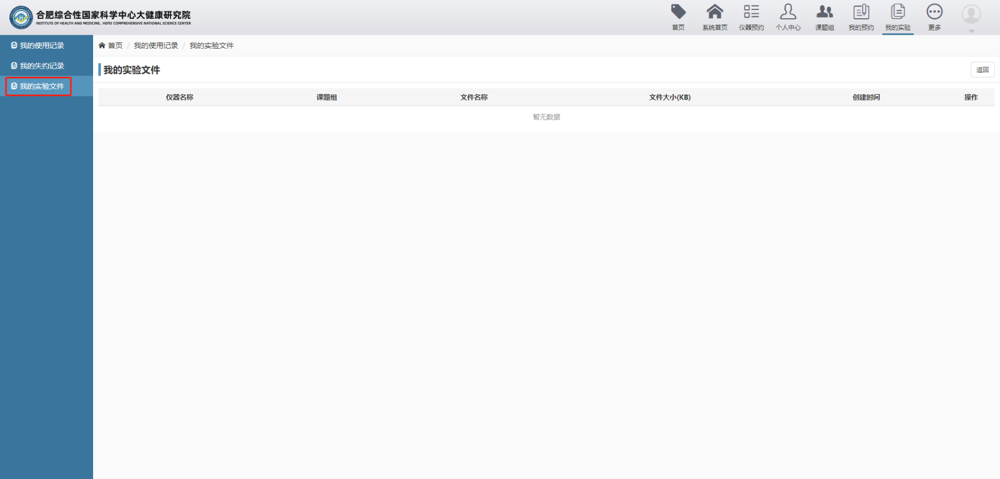 合肥综合性国家科学中心大健康研究院
INSTITUTE OF HEALTH AND MEDICINE, HEFEI COMPREHENSIVE NATIONAL SCIENCE CENTER
首页 系统首页 仪器预约 个人中心 课题组 我的预约 我的实验 更多
我的使用记录
我的失约记录
我的实验文件
首页 / 我的使用记录 / 我的实验文件
我的实验文件
返回
仪器名称 课题组 文件名称 文件大小(KB) 创建时间 操作
暂无数据